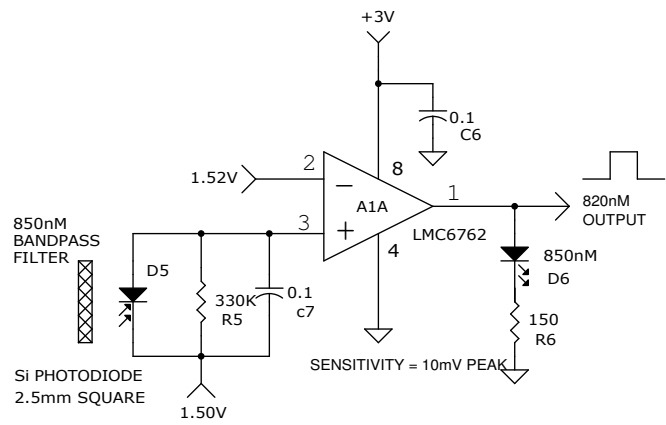 +3V
0.1
C6
8
2
1.52V
A1A
1
LMC6762
820nM
OUTPUT
850nM
BANDPASS
FILTER
3
4
850nM
D6
D5
330K
R5
0.1
c7
150
R6
SENSITIVITY = 10mV PEAK
Si PHOTODIODE
2.5mm SQUARE
1.50V